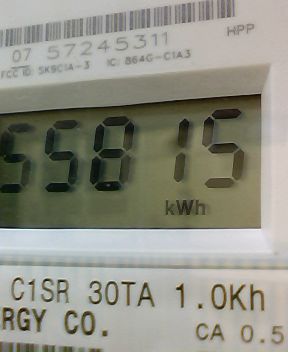 07 57245311
HPP
FCC ID: SK9C1A-3 IC: 864G-C1A3
55815
kWh
C1SR 30TA 1.0Kh
RGY CO.
CA 0.5